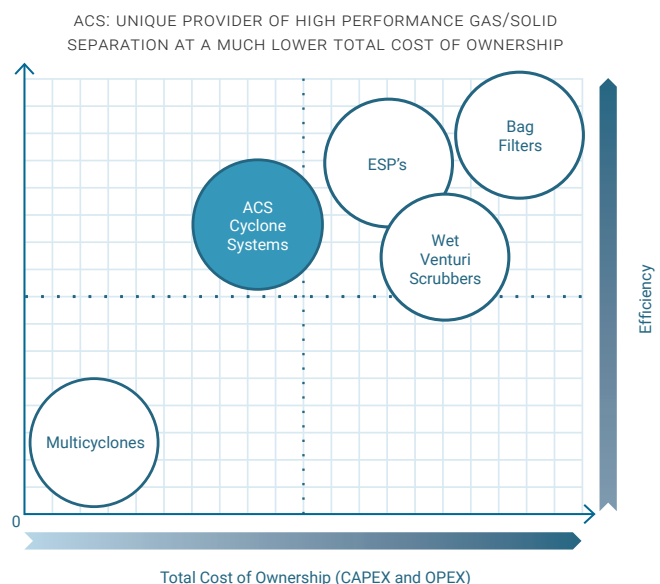 ACS: UNIQUE PROVIDER OF HIGH PERFORMANCE GAS/SOLID
SEPARATION AT A MUCH LOWER TOTAL COST OF OWNERSHIP
Bag
Filters
ESP's
ACS
Cyclone
Systems
Wet
Venturi
Scrubbers
Efficiency
Multicyclones
0
Total Cost of Ownership (CAPEX and OPEX)